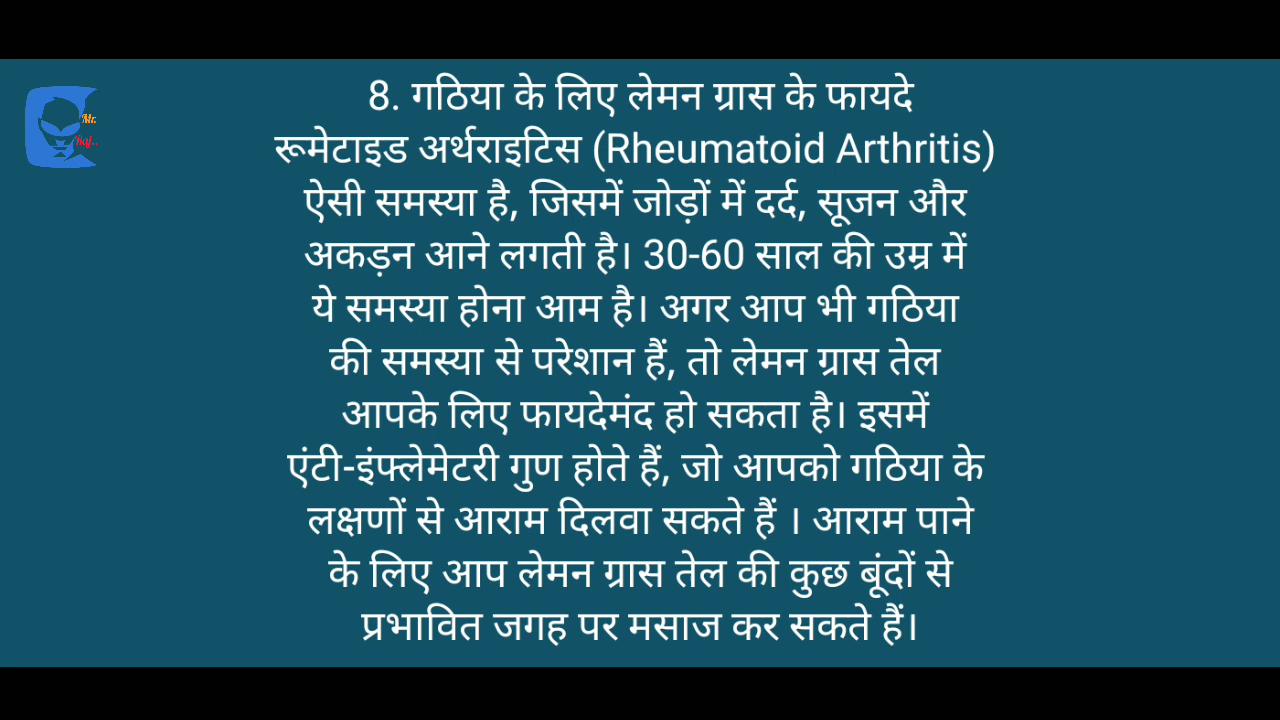 8. गठिया के लिए लेमन ग्रास के फायदे
रूमेटाइड अर्थराइटिस (Rheumatoid Arthritis)
ऐसी समस्या है, जिसमें जोड़ों में दर्द, सूजन और
अकड़न आने लगती है। 30-60 साल की उम्र में
ये समस्या होना आम है। अगर आप भी गठिया
की समस्या से परेशान हैं, तो लेमन ग्रास तेल
आपके लिए फायदेमंद हो सकता है। इसमें
एंटी-इंफ्लेमेटरी गुण होते हैं, जो आपको गठिया के
लक्षणों से आराम दिलवा सकते हैं । आराम पाने
के लिए आप लेमन ग्रास तेल की कुछ बूंदों से
प्रभावित जगह पर मसाज कर सकते हैं।
Mr.